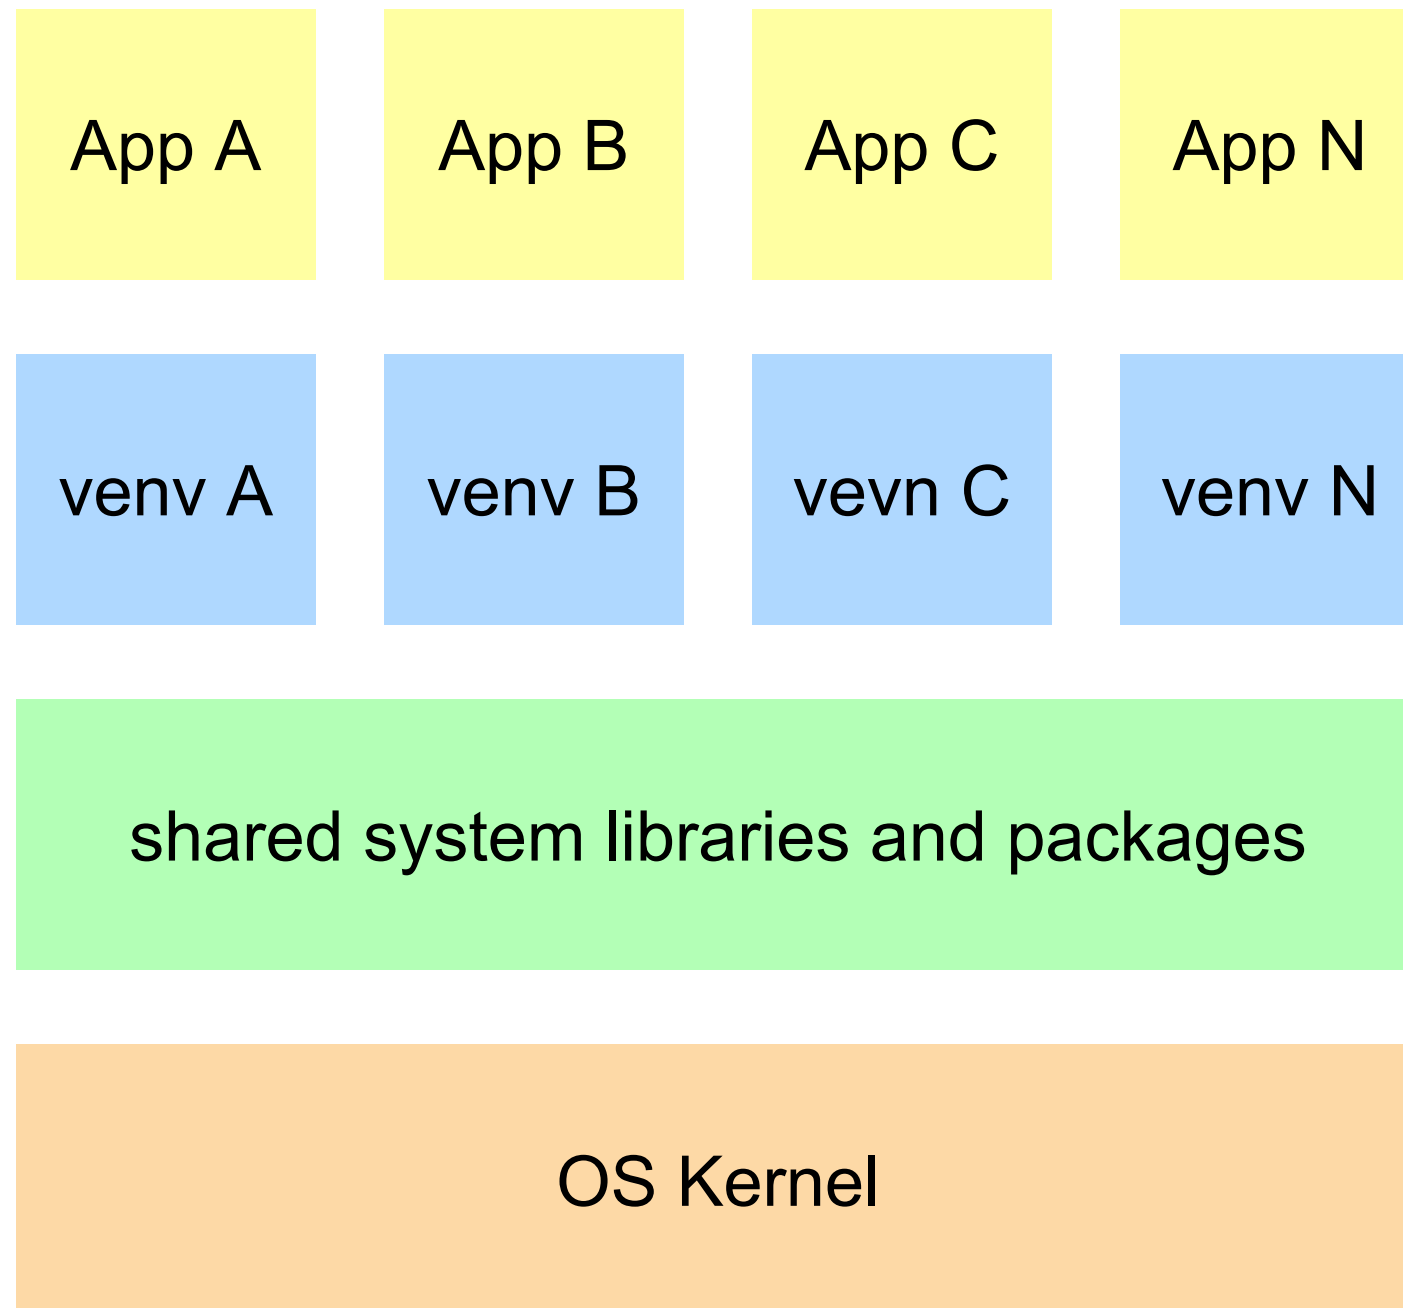 App A App B App C App N
venv A venv B vevn C venv N
shared system libraries and packages
OS Kernel